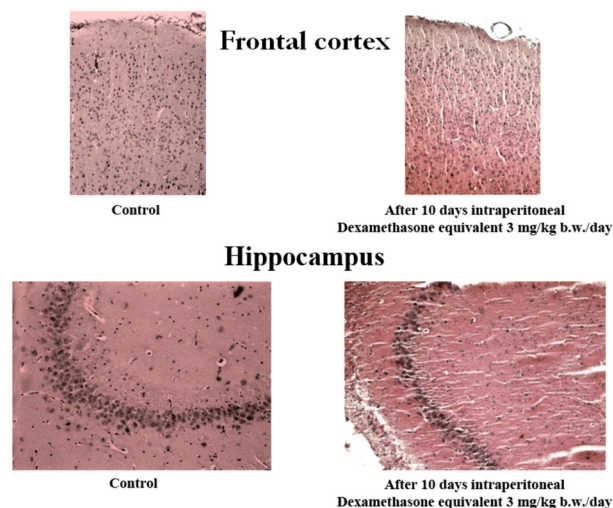 Frontal cortex
Control
After 10 days intraperitoneal
Dexamethasone equivalent 3 mg/kg b.w./day
Hippocampus
Control
After 10 days intraperitoneal
Dexamethasone equivalent 3 mg/kg b.w./day